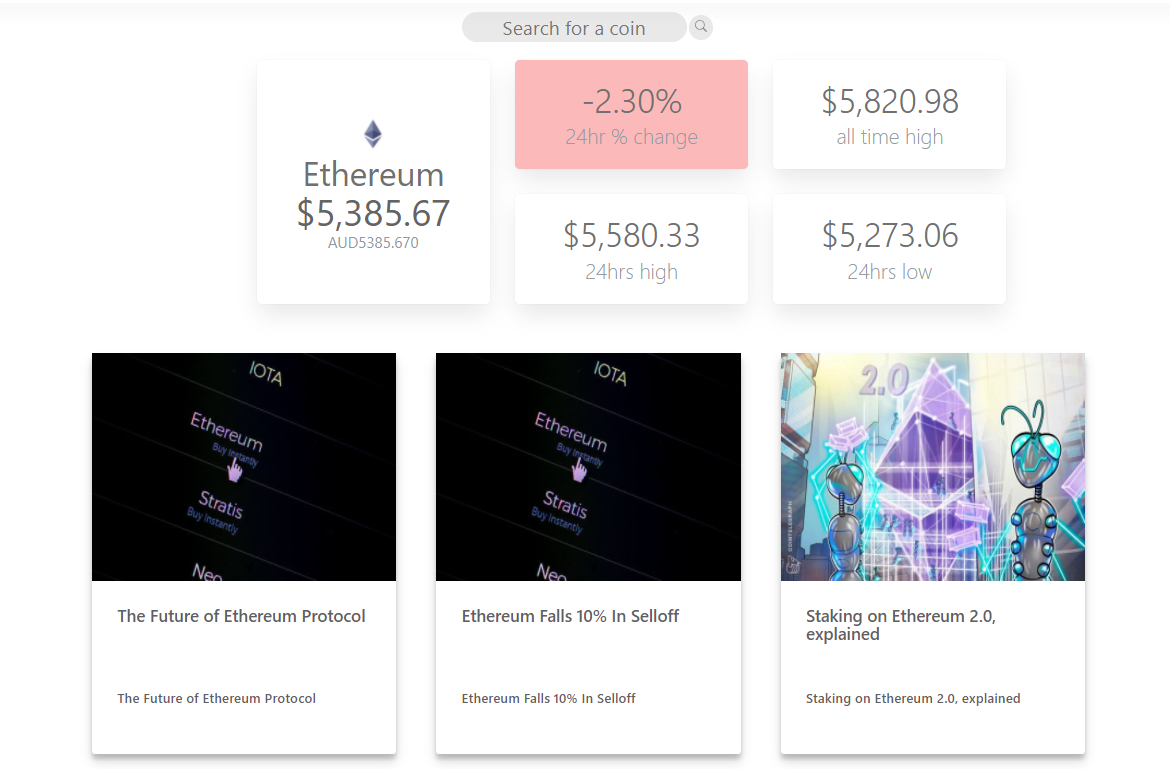 Search for a coin
Ethereum
$5,385.67
AUD5385.670
-2.30%
24hr % change
$5,820.98
all time high
$5,580.33
24hrs high
$5,273.06
24hrs low
IOTA
Ethereum
Buy Instantly
Stratis
Buy Instantly
Neo
The Future of Ethereum Protocol
The Future of Ethereum Protocol
IOTA
Ethereum
Buy Instantly
Stratis
Buy Instantly
Neo
Ethereum Falls 10% In Selloff
Ethereum Falls 10% In Selloff
2.0
COINTELEGRAPH
Staking on Ethereum 2.0,
explained
Staking on Ethereum 2.0, explained